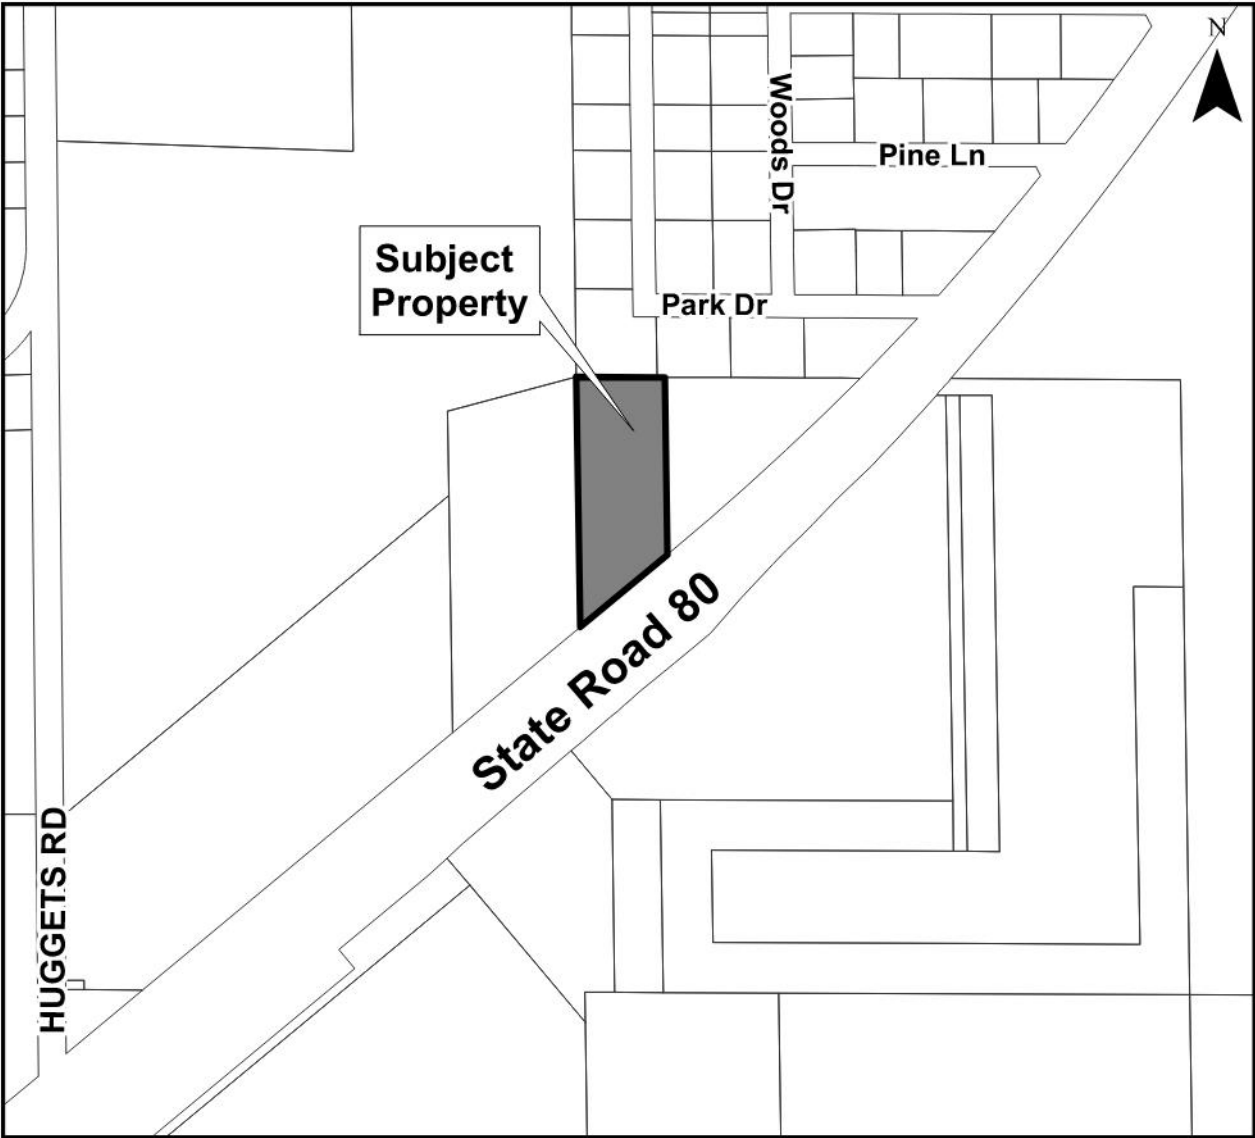 N
Woods Dr
Pine Ln
Subject
Property
Park Dr
State Road 80
HUGGETS RD